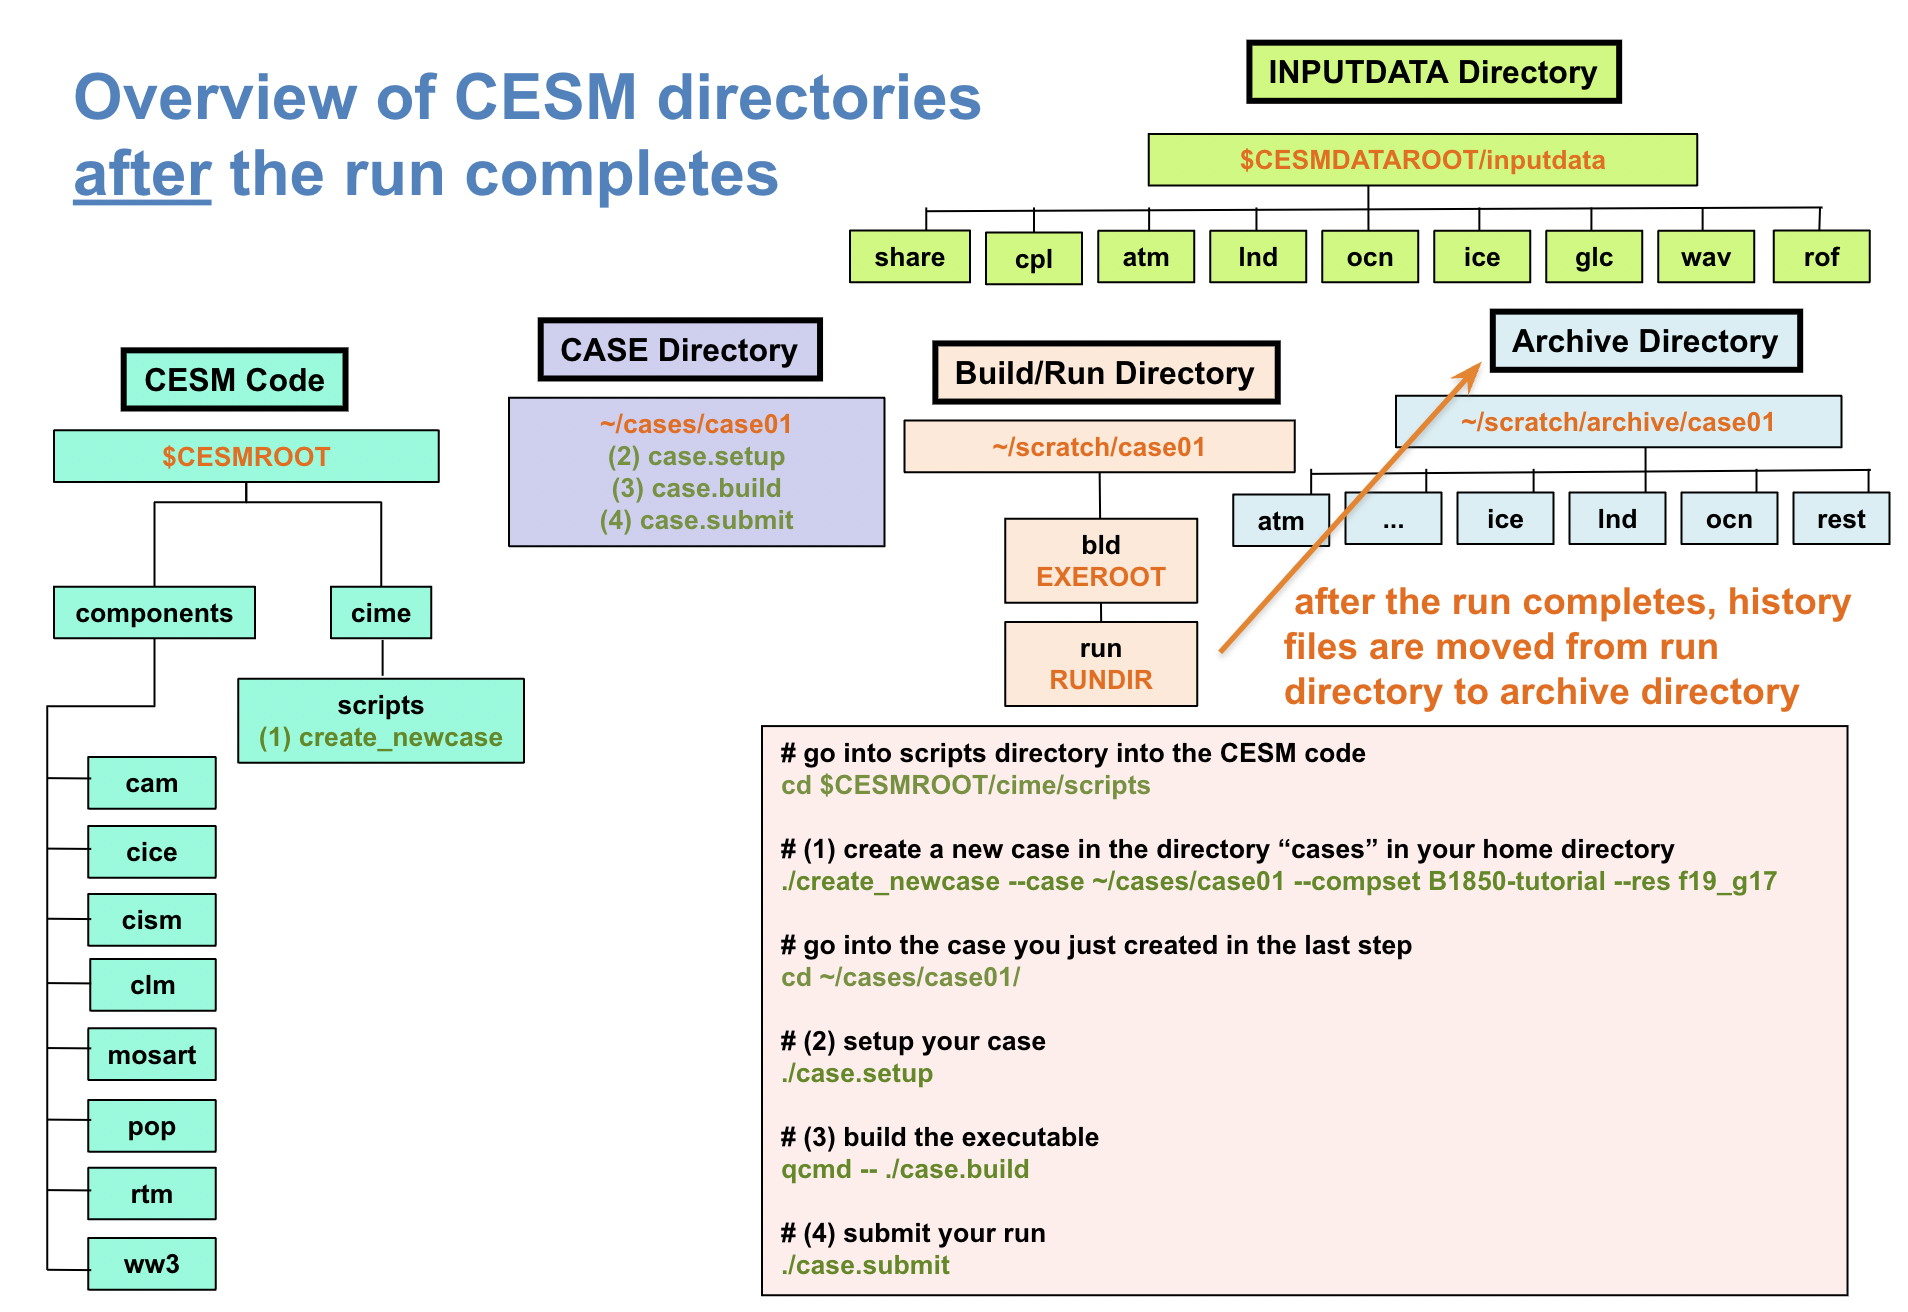 Overview of CESM directories
after the run completes
INPUTDATA Directory
$CESMDATAROOT/inputdata
share
cpl
atm
lnd
ocn
ice
glc
wav
rof
CESM Code
$CESMROOT
components
cime
scripts
(1) create_newcase
cam
cice
cism
clm
mosart
pop
rtm
ww3
CASE Directory
~/cases/case01
(2) case.setup
(3) case.build
(4) case.submit
Build/Run Directory
~/scratch/case01
bld
EXEROOT
run
RUNDIR
Archive Directory
~/scratch/archive/case01
atm
...
ice
lnd
ocn
rest
after the run completes, history
files are moved from run
directory to archive directory
# go into scripts directory into the CESM code
cd $CESMROOT/cime/scripts
# (1) create a new case in the directory “cases” in your home directory
./create_newcase --case ~/cases/case01 --compset B1850-tutorial --res f19_g17
# go into the case you just created in the last step
cd ~/cases/case01/
# (2) setup your case
./case.setup
# (3) build the executable
qcmd -- ./case.build
# (4) submit your run
./case.submit